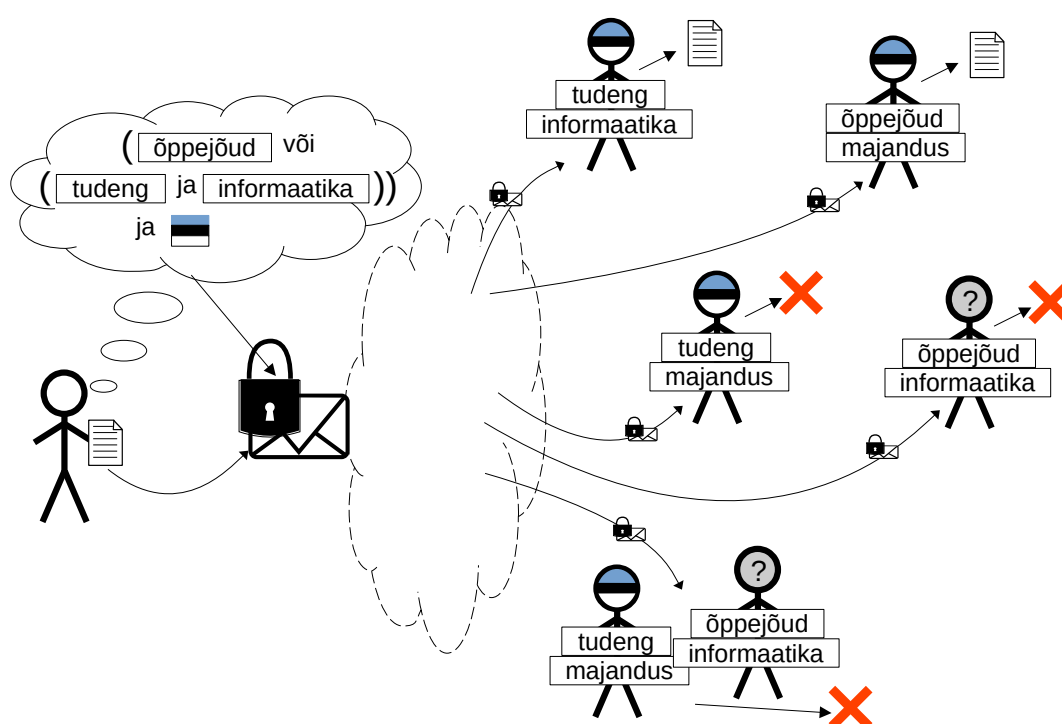 ( õppejõud või
( tudeng ja informaatika ))
ja
tudeng
informaatika
õppejõud
majandus
tudeng
majandus
?
õppejõud
informaatika
tudeng
majandus
?
õppejõud
informaatika